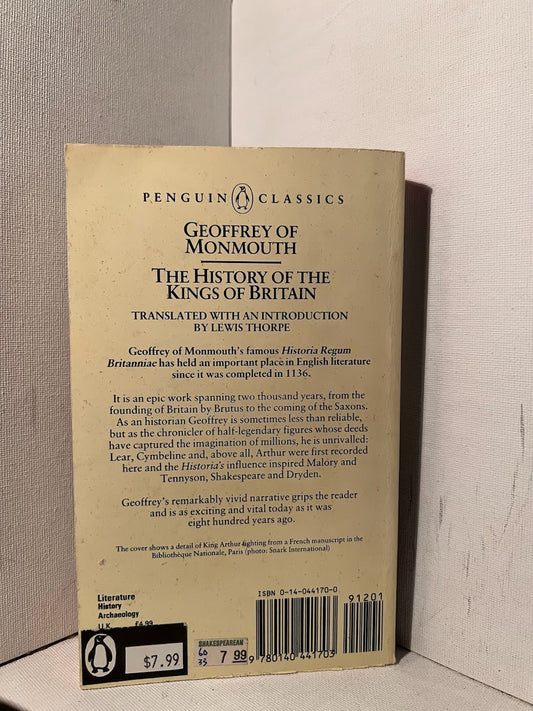 PENGUIN CLASSICS
GEOFFREY OF
MONMOUTH
THE HISTORY OF THE
KINGS OF BRITAIN
TRANSLATED WITH AN INTRODUCTION
BY LEWIS THORPE
Geoffrey of Monmouth's famous Historia Regum
Britanniae has held an important place in English literature
since it was completed in 1136.
It is an epic work spanning two thousand years, from the
founding of Britain by Brutus to the coming of the Saxons.
As an historian Geoffrey is sometimes less than reliable,
but as the chronicler of half-legendary figures whose deeds
have captured the imagination of millions, he is unrivalled:
Lear, Cymbeline and, above all, Arthur were first recorded
here and the Historia's influence inspired Malory and
Tennyson, Shakespeare and Dryden.
Geoffrey's remarkably vivid narrative grips the reader
and is as exciting and vital today as it was
eight hundred years ago.
The cover shows a detail of King Arthur fighting from a French manuscript in the
Bibliothèque Nationale, Paris (photo: Snark International)
ISBN 0-14-044170-0
91201
Literature
History
Archaeology
U.K. £4.99
$7.99
SHAKESPEAREAN
60
35 7 99
9 780140 441703